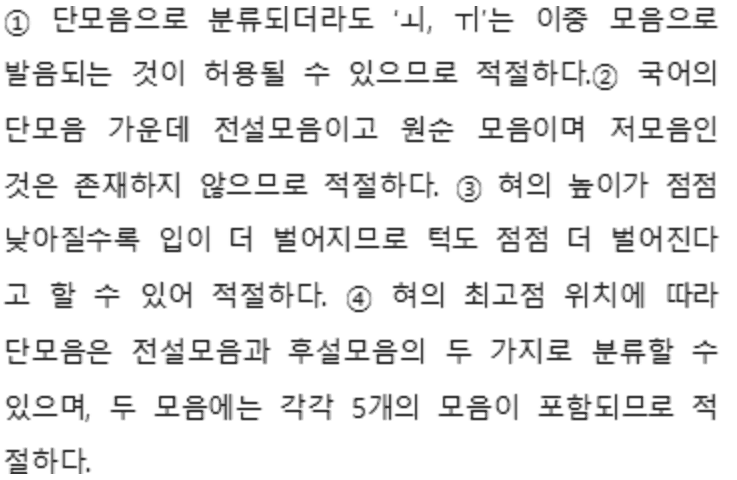 ① 단모음으로 분류되더라도 'ㅚ, ㅟ'는 이중 모음으로
발음되는 것이 허용될 수 있으므로 적절하다.② 국어의
단모음 가운데 전설모음이고 원순 모음이며 저모음인
것은 존재하지 않으므로 적절하다. ③ 혀의 높이가 점점
낮아질수록 입이 더 벌어지므로 턱도 점점 더 벌어진다
고 할 수 있어 적절하다. ④ 혀의 최고점 위치에 따라
단모음은 전설모음과 후설모음의 두 가지로 분류할 수
있으며, 두 모음에는 각각 5개의 모음이 포함되므로 적
절하다.